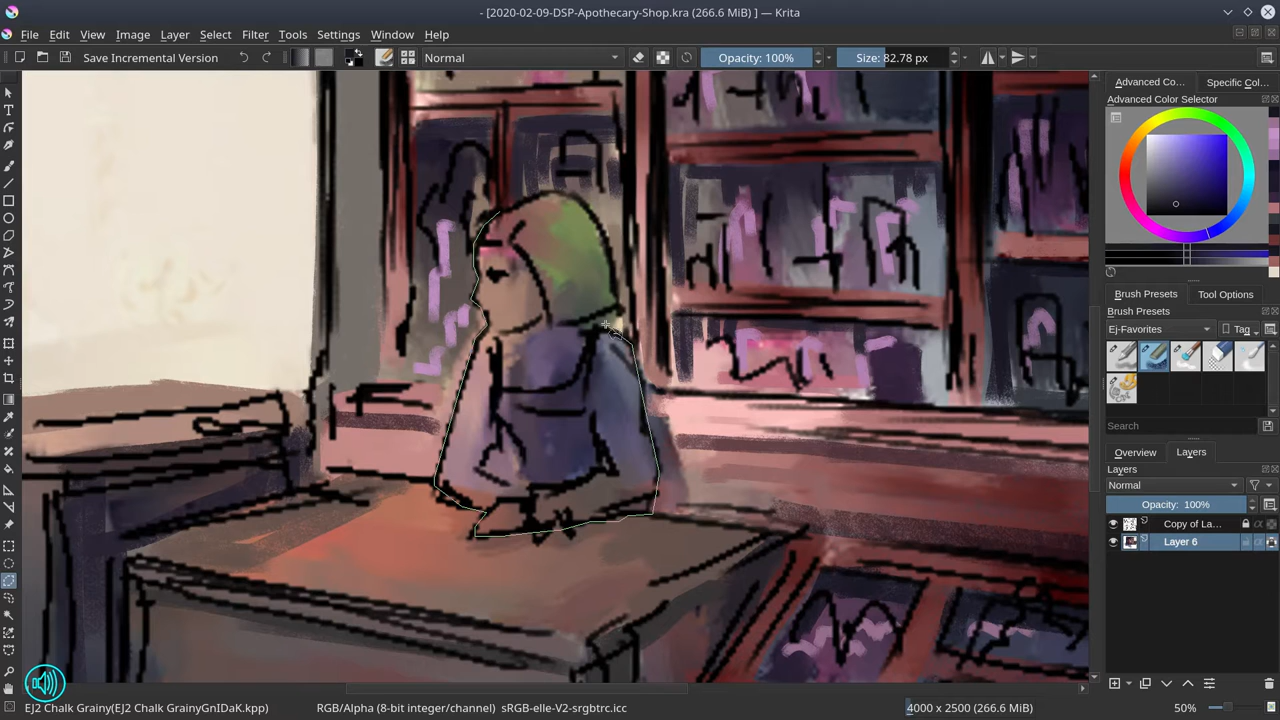 - [2020-02-09-DSP-Apothecary-Shop.kra (266.6 MiB) ] — Krita
File Edit View Image Layer Select Filter Tools Settings Window Help
Save Incremental Version Normal Opacity: 100% Size: 82.78 px
Advanced Co... Specific Col...
Advanced Color Selector
Brush Presets Tool Options
Brush Presets
Ej-Favorites Tag
Search
Overview Layers
Layers
Normal
Opacity: 100%
Copy of La...
Layer 6
EJ2 Chalk Grainy(EJ2 Chalk GrainyGnIDaK.kpp) RGB/Alpha (8-bit integer/channel) sRGB-elle-V2-srgbtrc.icc 4000 x 2500 (266.6 MiB) 50%